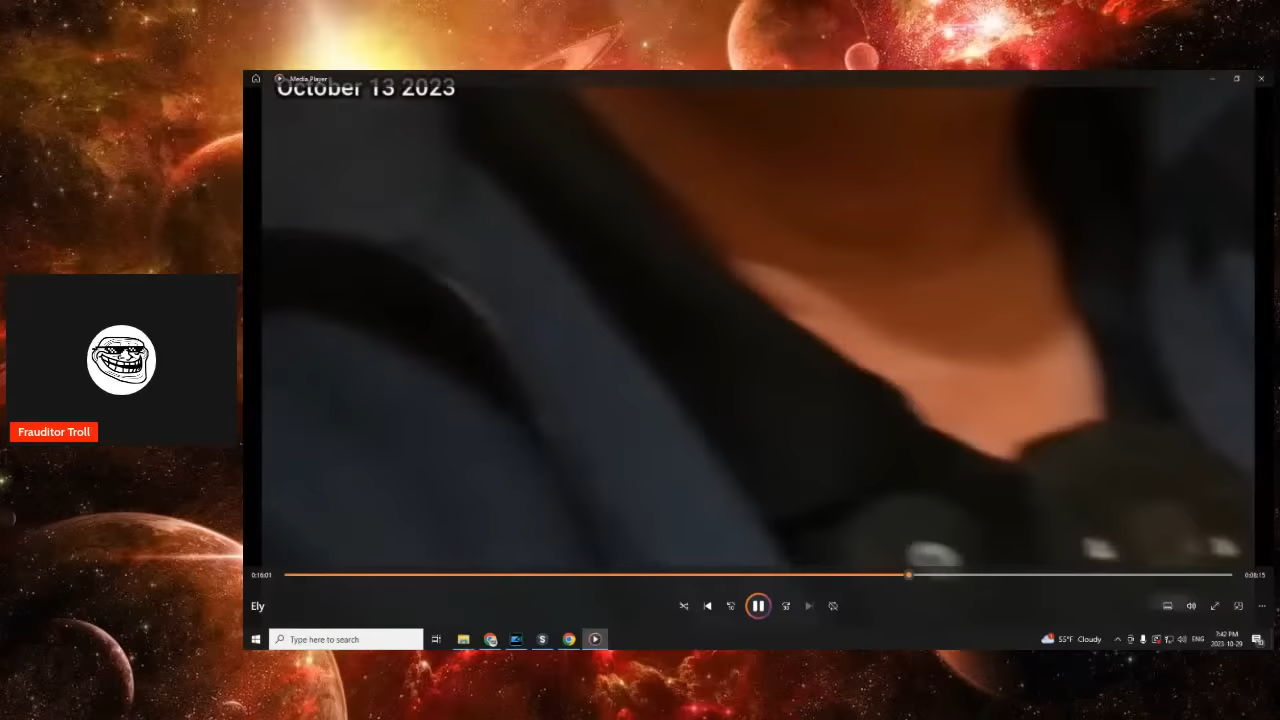 Media Player
October 13 2023
Frauditor Troll
0:16:01
0:08:15
Ely
Type here to search
55°F Cloudy
ENG
7:42 PM
2023-10-29